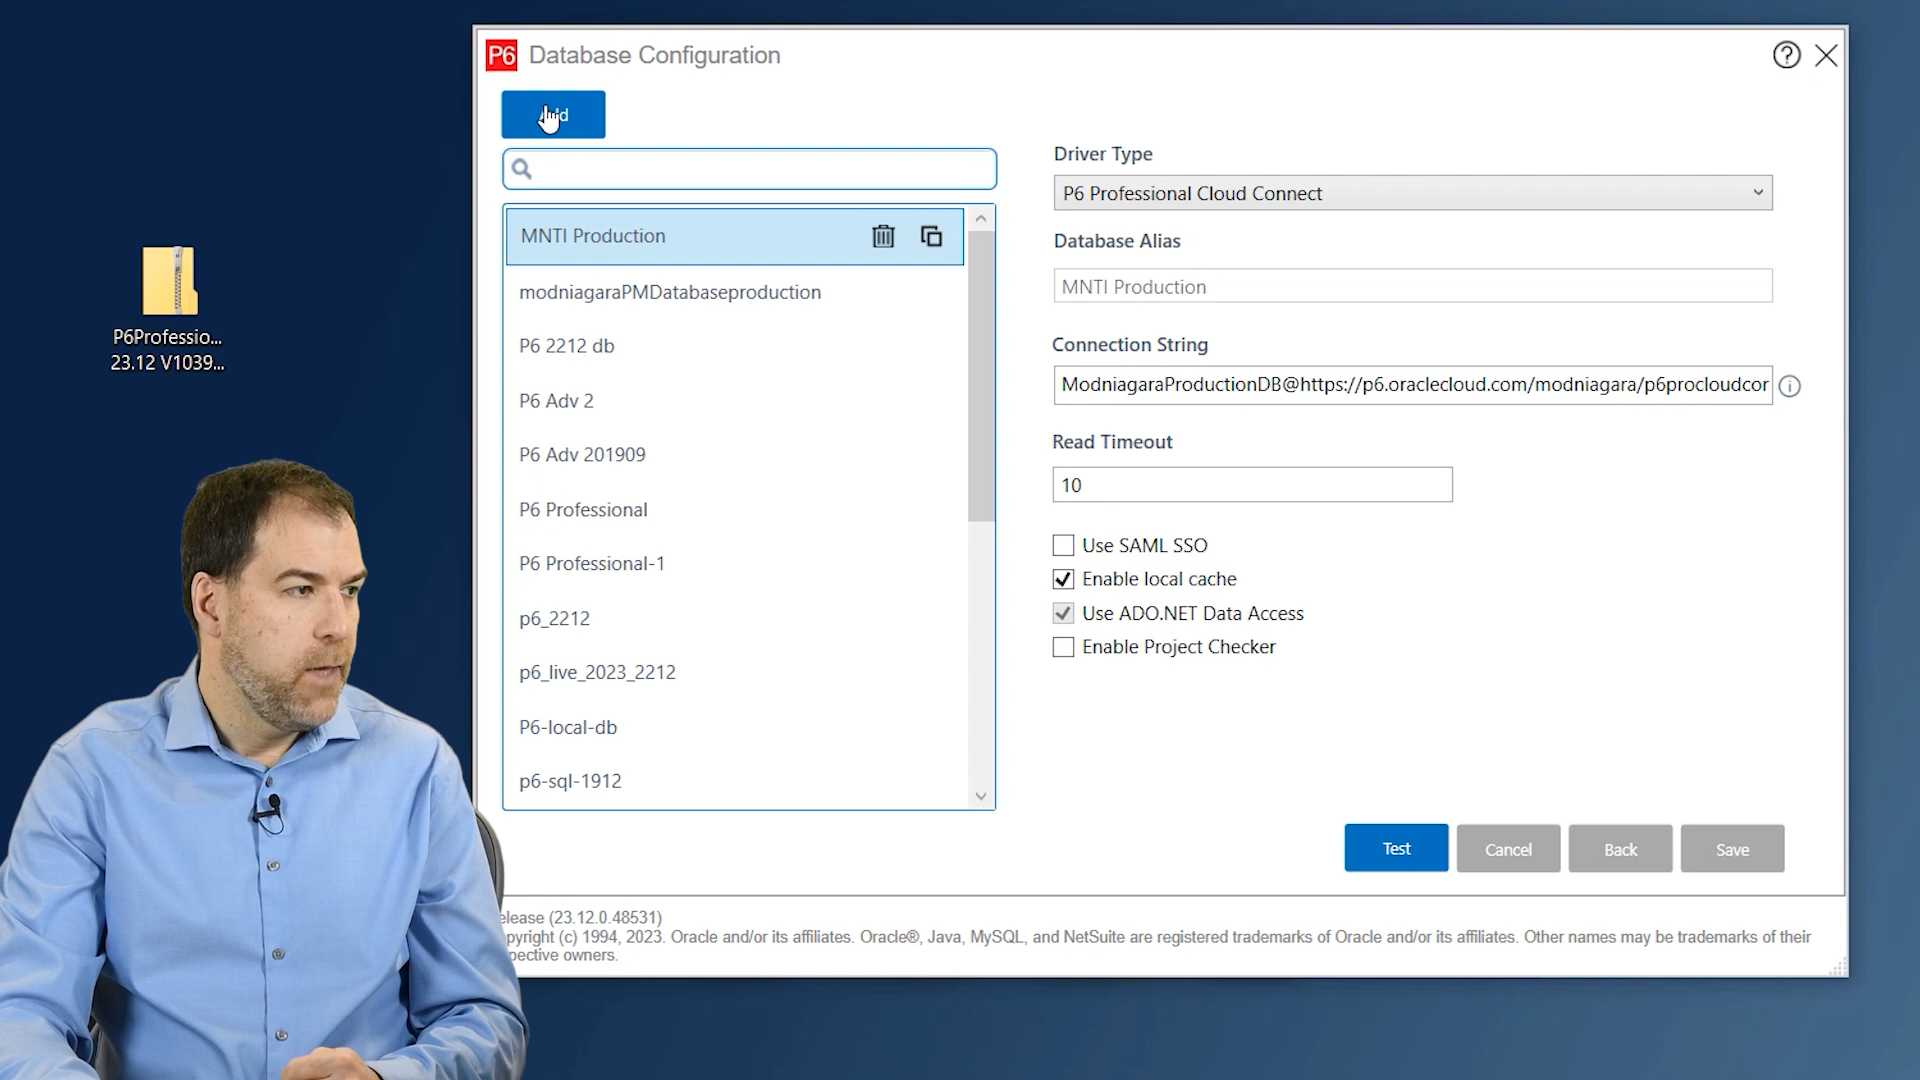 P6 Database Configuration
Driver Type
P6 Professional Cloud Connect
MNTI Production
modniagaraPMDatabaseproduction
P6 2212 db
P6 Adv 2
P6 Adv 201909
P6 Professional
P6 Professional-1
p6_2212
p6_live_2023_2212
P6-local-db
p6-sql-1912
Database Alias
MNTI Production
Connection String
ModniagaraProductionDB@https://p6.oraclecloud.com/modniagara/p6procloudcor
Read Timeout
10
Use SAML SSO
Enable local cache
Use ADO.NET Data Access
Enable Project Checker
Test Cancel Back Save
elease (23.12.0.48531)
pyright (c) 1994, 2023. Oracle and/or its affiliates. Oracle®, Java, MySQL, and NetSuite are registered trademarks of Oracle and/or its affiliates. Other names may be trademarks of their
pective owners.
P6Professio...
23.12 V1039...